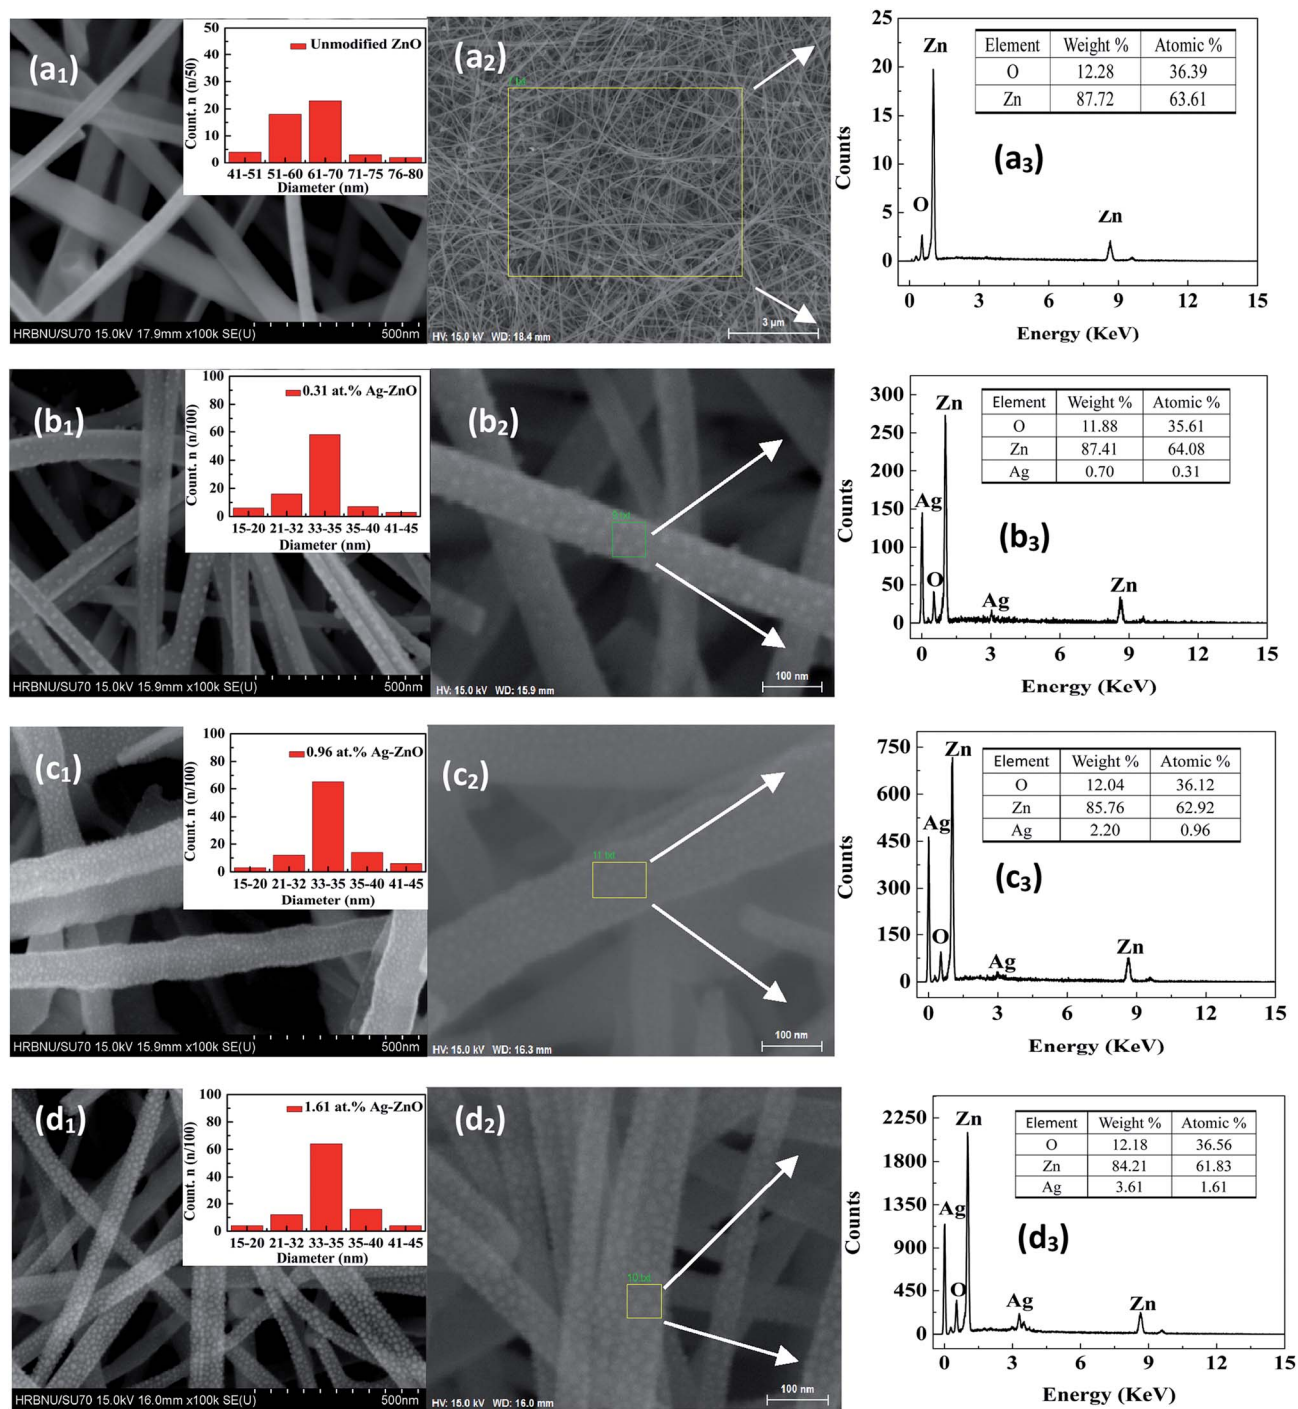 (a1)
50
40
30
20
10
0
Count. n (n/50)
Unmodified ZnO
41-51 51-60 61-70 71-75 76-80
Diameter (nm)
HRBNU/SU70 15.0kV 17.9mm x100k SE(U) 500nm
(a2)
HV: 15.0 kV WD: 18.4 mm
3 µm
(a3)
25
20
15
10
5
0
Counts
Zn
O
Zn
Element Weight % Atomic %
O 12.28 36.39
Zn 87.72 63.61
0 3 6 9 12 15
Energy (KeV)
(b1)
100
80
60
40
20
0
Count. n (n/100)
0.31 at.% Ag-ZnO
15-20 21-32 33-35 35-40 41-45
Diameter (nm)
HRBNU/SU70 15.0kV 15.9mm x100k SE(U) 500nm
(b2)
HV: 15.0 kV WD: 15.9 mm
100 nm
(b3)
300
250
200
150
100
50
0
Counts
Zn
Ag
O
Ag
Zn
Element Weight % Atomic %
O 11.88 35.61
Zn 87.41 64.08
Ag 0.70 0.31
0 3 6 9 12 15
Energy (KeV)
(c1)
100
80
60
40
20
0
Count. n (n/100)
0.96 at.% Ag-ZnO
15-20 21-32 33-35 35-40 41-45
Diameter (nm)
HRBNU/SU70 15.0kV 15.9mm x100k SE(U) 500nm
(c2)
11.txt
HV: 15.0 kV WD: 16.3 mm
100 nm
(c3)
750
600
450
300
150
0
Counts
Zn
Ag
O
Ag
Zn
Element Weight % Atomic %
O 12.04 36.12
Zn 85.76 62.92
Ag 2.20 0.96
0 3 6 9 12 15
Energy (KeV)
(d1)
100
80
60
40
20
0
Count. n (n/100)
1.61 at.% Ag-ZnO
15-20 21-32 33-35 35-40 41-45
Diameter (nm)
HRBNU/SU70 15.0kV 16.0mm x100k SE(U) 500nm
(d2)
10.txt
HV: 15.0 kV WD: 16.0 mm
100 nm
(d3)
2250
1800
1350
900
450
0
Counts
Zn
Ag
O
Ag
Zn
Element Weight % Atomic %
O 12.18 36.56
Zn 84.21 61.83
Ag 3.61 1.61
0 3 6 9 12 15
Energy (KeV)